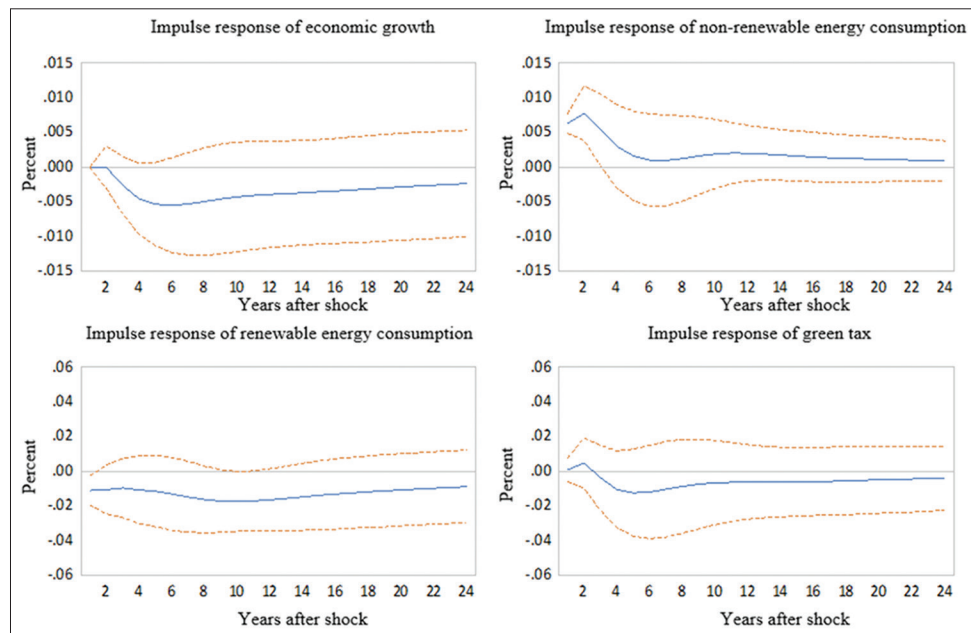 Impulse response of economic growth
.015
.010
.005
.000
-.005
-.010
-.015
Percent
2 4 6 8 10 12 14 16 18 20 22 24
Years after shock
Impulse response of non-renewable energy consumption
.015
.010
.005
.000
-.005
-.010
-.015
Percent
2 4 6 8 10 12 14 16 18 20 22 24
Years after shock
Impulse response of renewable energy consumption
.06
.04
.02
.00
-.02
-.04
-.06
Percent
2 4 6 8 10 12 14 16 18 20 22 24
Years after shock
Impulse response of green tax
.06
.04
.02
.00
-.02
-.04
-.06
Percent
2 4 6 8 10 12 14 16 18 20 22 24
Years after shock